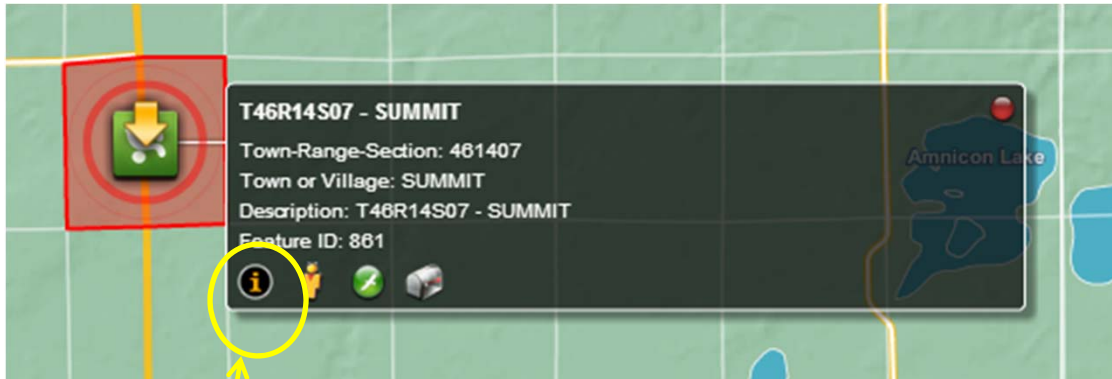 T46R14S07 - SUMMIT
Town-Range-Section: 461407
Town or Village: SUMMIT
Description: T46R14S07 - SUMMIT
Feature ID: 861
Amnicon Lake